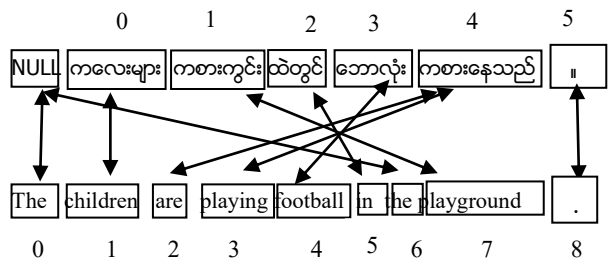 0 1 2 3 4 5
NULL ကလေးများ ကစားကွင်း ထဲတွင် ဘောလုံး ကစားနေသည် ။
The children are playing football in the playground .
0 1 2 3 4 5 6 7 8